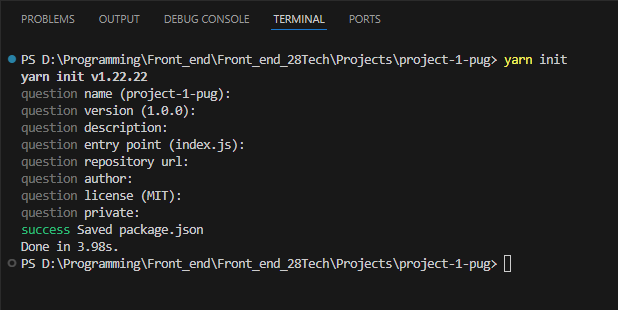 PROBLEMS OUTPUT DEBUG CONSOLE TERMINAL PORTS
PS D:\Programming\Front_end\Front_end_28Tech\Projects\project-1-pug> yarn init
yarn init v1.22.22
question name (project-1-pug):
question version (1.0.0):
question description:
question entry point (index.js):
question repository url:
question author:
question license (MIT):
question private:
success Saved package.json
Done in 3.98s.
PS D:\Programming\Front_end\Front_end_28Tech\Projects\project-1-pug>